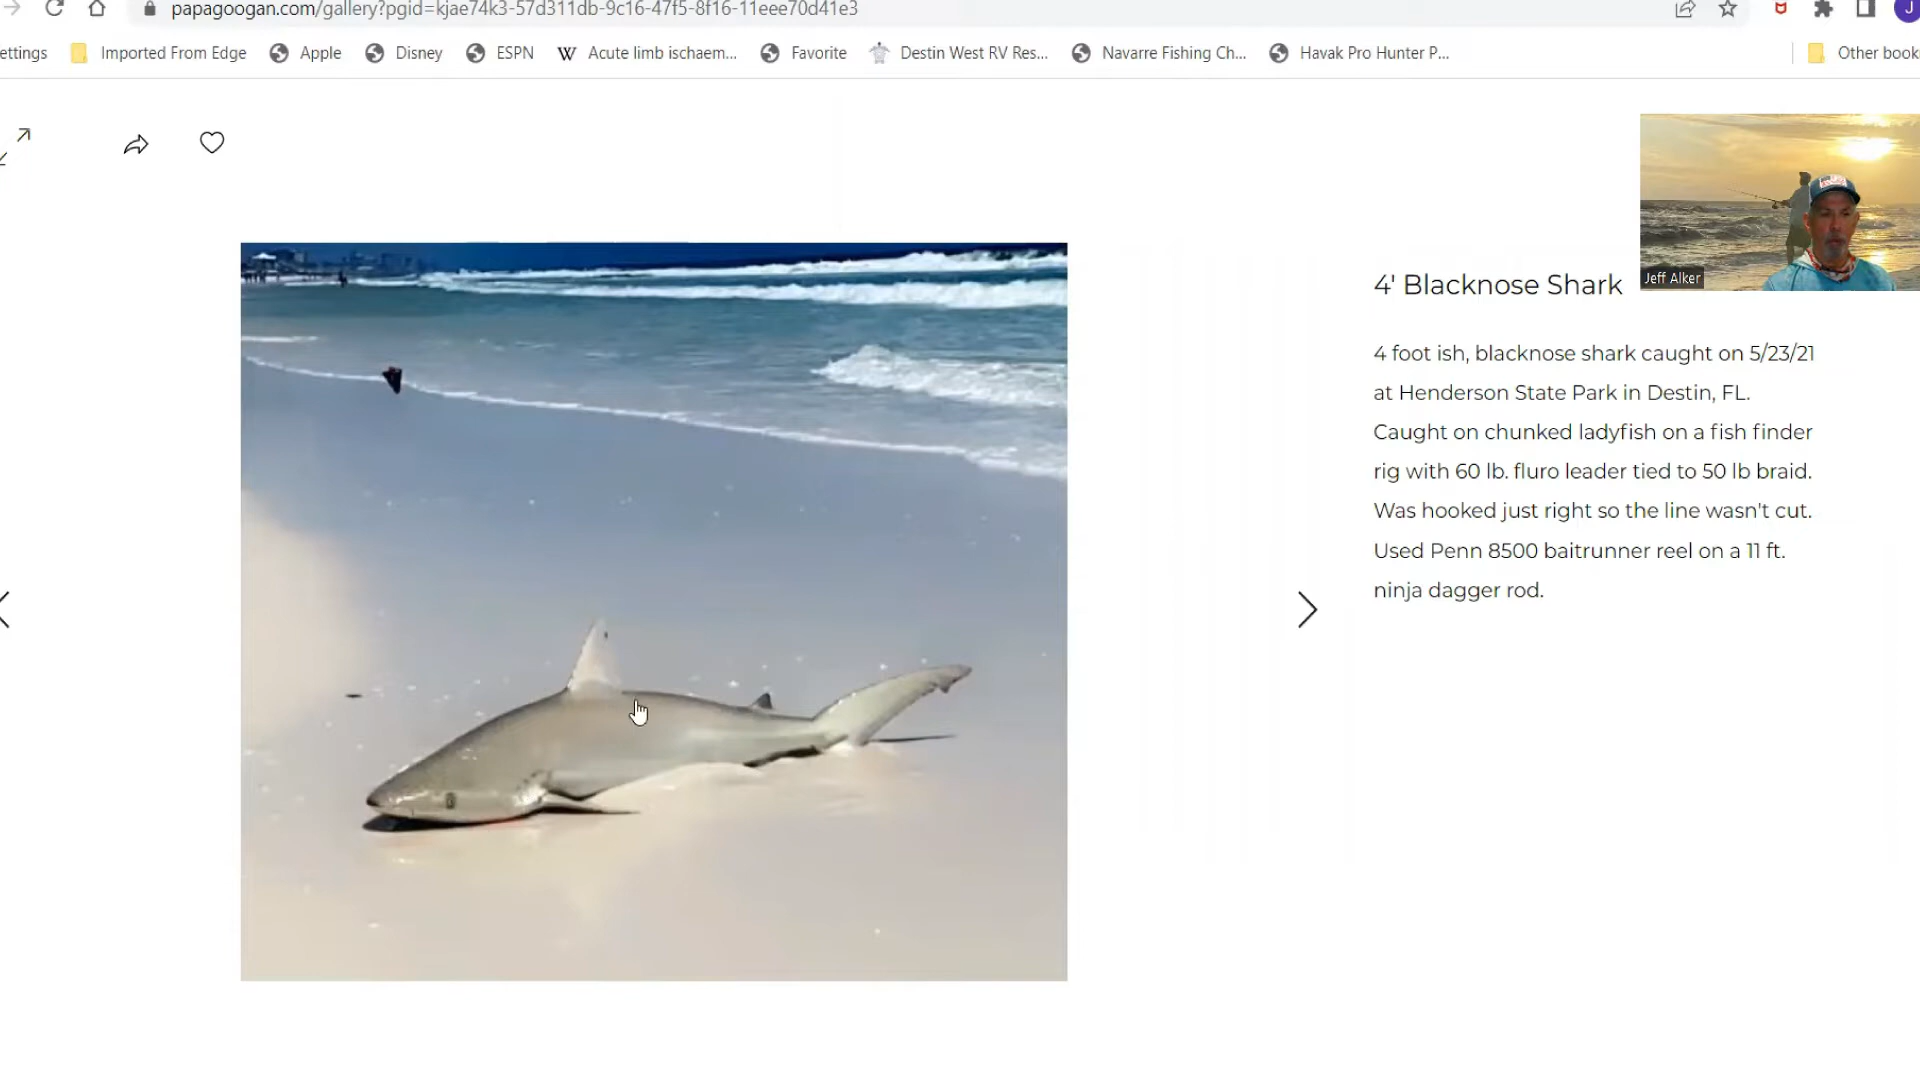 papagoogan.com/gallery?pgid=kjae74k3-57d311db-9c16-47f5-8f16-11eee70d41e3
J
ettings
Imported From Edge
Apple
Disney
ESPN
W
Acute limb ischaem...
Favorite
Destin West RV Res...
Navarre Fishing Ch...
Havak Pro Hunter P...
Other book
Jeff Alker
4' Blacknose Shark
4 foot ish, blacknose shark caught on 5/23/21
at Henderson State Park in Destin, FL.
Caught on chunked ladyfish on a fish finder
rig with 60 lb. fluro leader tied to 50 lb braid.
Was hooked just right so the line wasn't cut.
Used Penn 8500 baitrunner reel on a 11 ft.
ninja dagger rod.